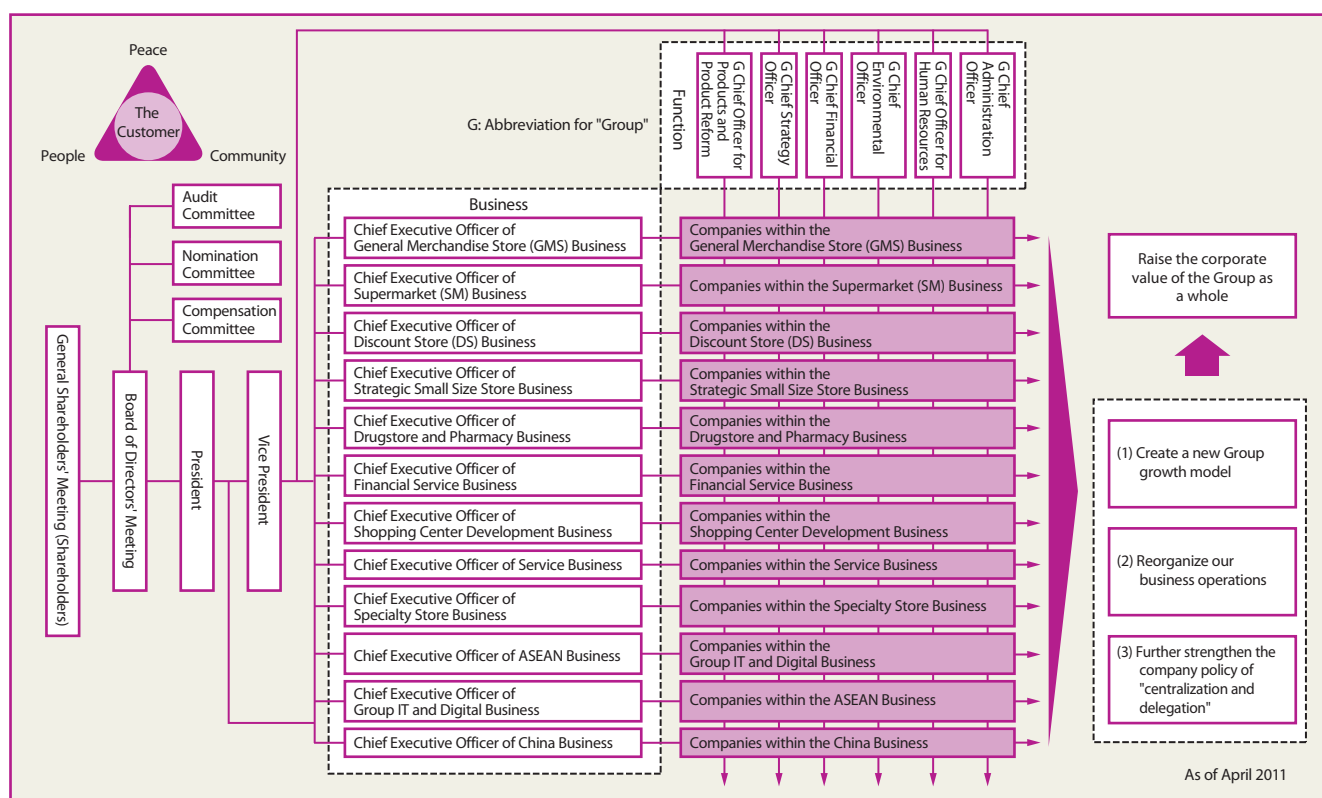 Peace
The
Customer
People
Community
G: Abbreviation for "Group"
Function
G Chief Officer for
Products and
Product Reform
G Chief Strategy
Officer
G Chief Financial
Officer
G Chief
Environmental
Officer
G Chief Officer for
Human Resources
G Chief
Administration
Officer
Audit
Committee
Nomination
Committee
Compensation
Committee
General Shareholders' Meeting (Shareholders)
Board of Directors' Meeting
President
Vice President
Business
Chief Executive Officer of
General Merchandise Store (GMS) Business
Companies within the
General Merchandise Store (GMS) Business
Chief Executive Officer of
Supermarket (SM) Business
Companies within the Supermarket (SM) Business
Chief Executive Officer of
Discount Store (DS) Business
Companies within the
Discount Store (DS) Business
Chief Executive Officer of
Strategic Small Size Store Business
Companies within the
Strategic Small Size Store Business
Chief Executive Officer of
Drugstore and Pharmacy Business
Companies within the
Drugstore and Pharmacy Business
Chief Executive Officer of
Financial Service Business
Companies within the
Financial Service Business
Chief Executive Officer of
Shopping Center Development Business
Companies within the
Shopping Center Development Business
Chief Executive Officer of Service Business
Companies within the Service Business
Chief Executive Officer of
Specialty Store Business
Companies within the Specialty Store Business
Chief Executive Officer of ASEAN Business
Companies within the
Group IT and Digital Business
Chief Executive Officer of
Group IT and Digital Business
Companies within the ASEAN Business
Chief Executive Officer of China Business
Companies within the China Business
Raise the corporate
value of the Group as
a whole
(1) Create a new Group
growth model
(2) Reorganize our
business operations
(3) Further strengthen the
company policy of
"centralization and
delegation"
As of April 2011